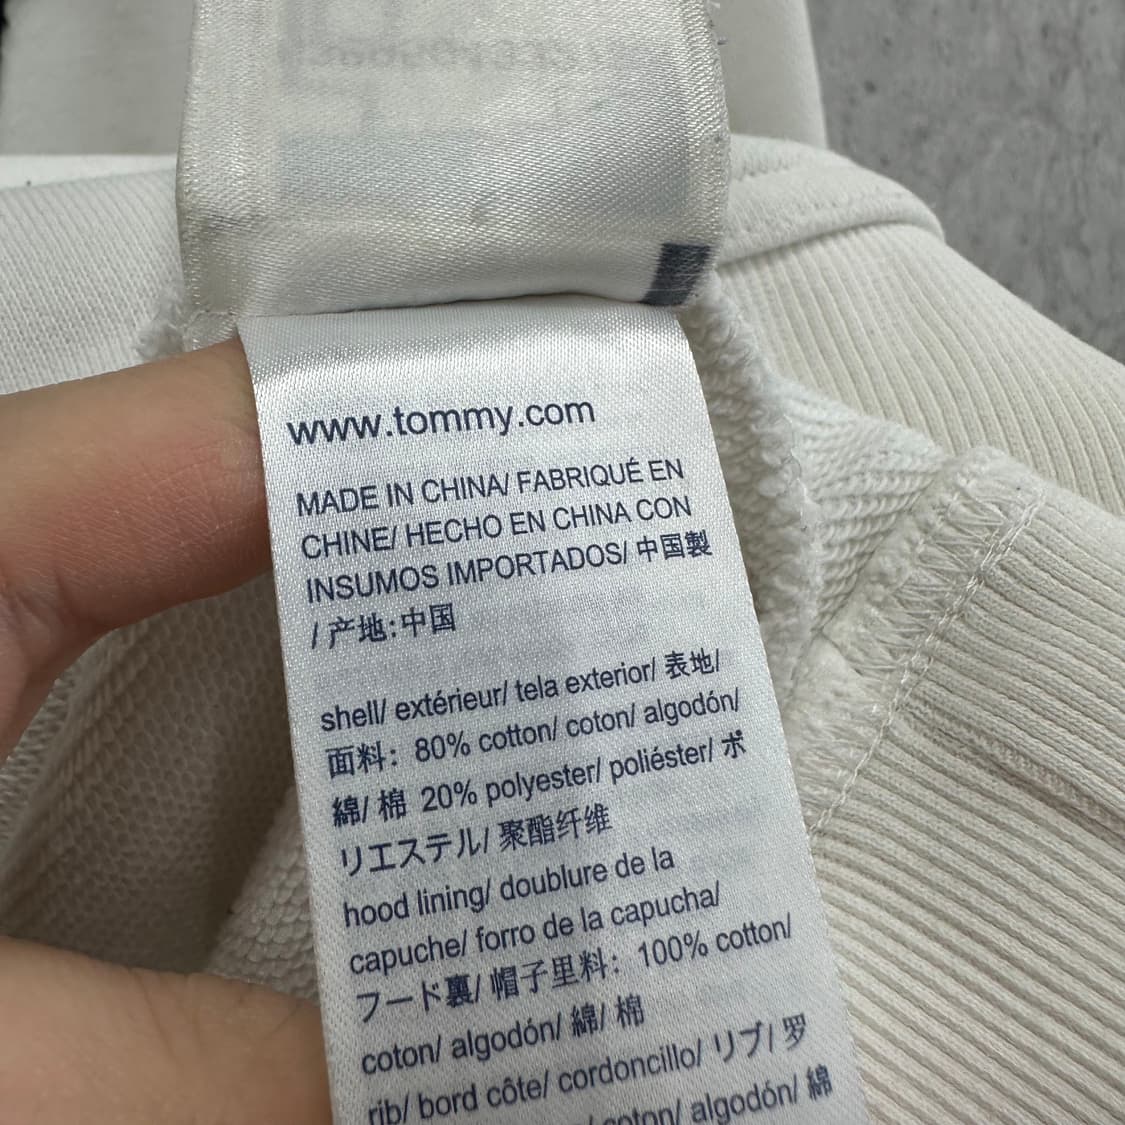 www.tommy.com
MADE IN CHINA/ FABRIQUÉ EN
CHINE/ HECHO EN CHINA CON
INSUMOS IMPORTADOS/ 中国製
/ 产地:中国
shell/ extérieur/ tela exterior/ 表地/
面料: 80% cotton/ coton/ algodón/
綿/ 棉 20% polyester/ poliéster/ ポ
リエステル/ 聚酯纤维
hood lining/ doublure de la
capuche/ forro de la capucha/
フード裏/ 帽子里料: 100% cotton/
coton/ algodón/ 綿/ 棉
rib/ bord côte/ cordoncillo/ リブ/ 罗
coton/ algodón/ 綿